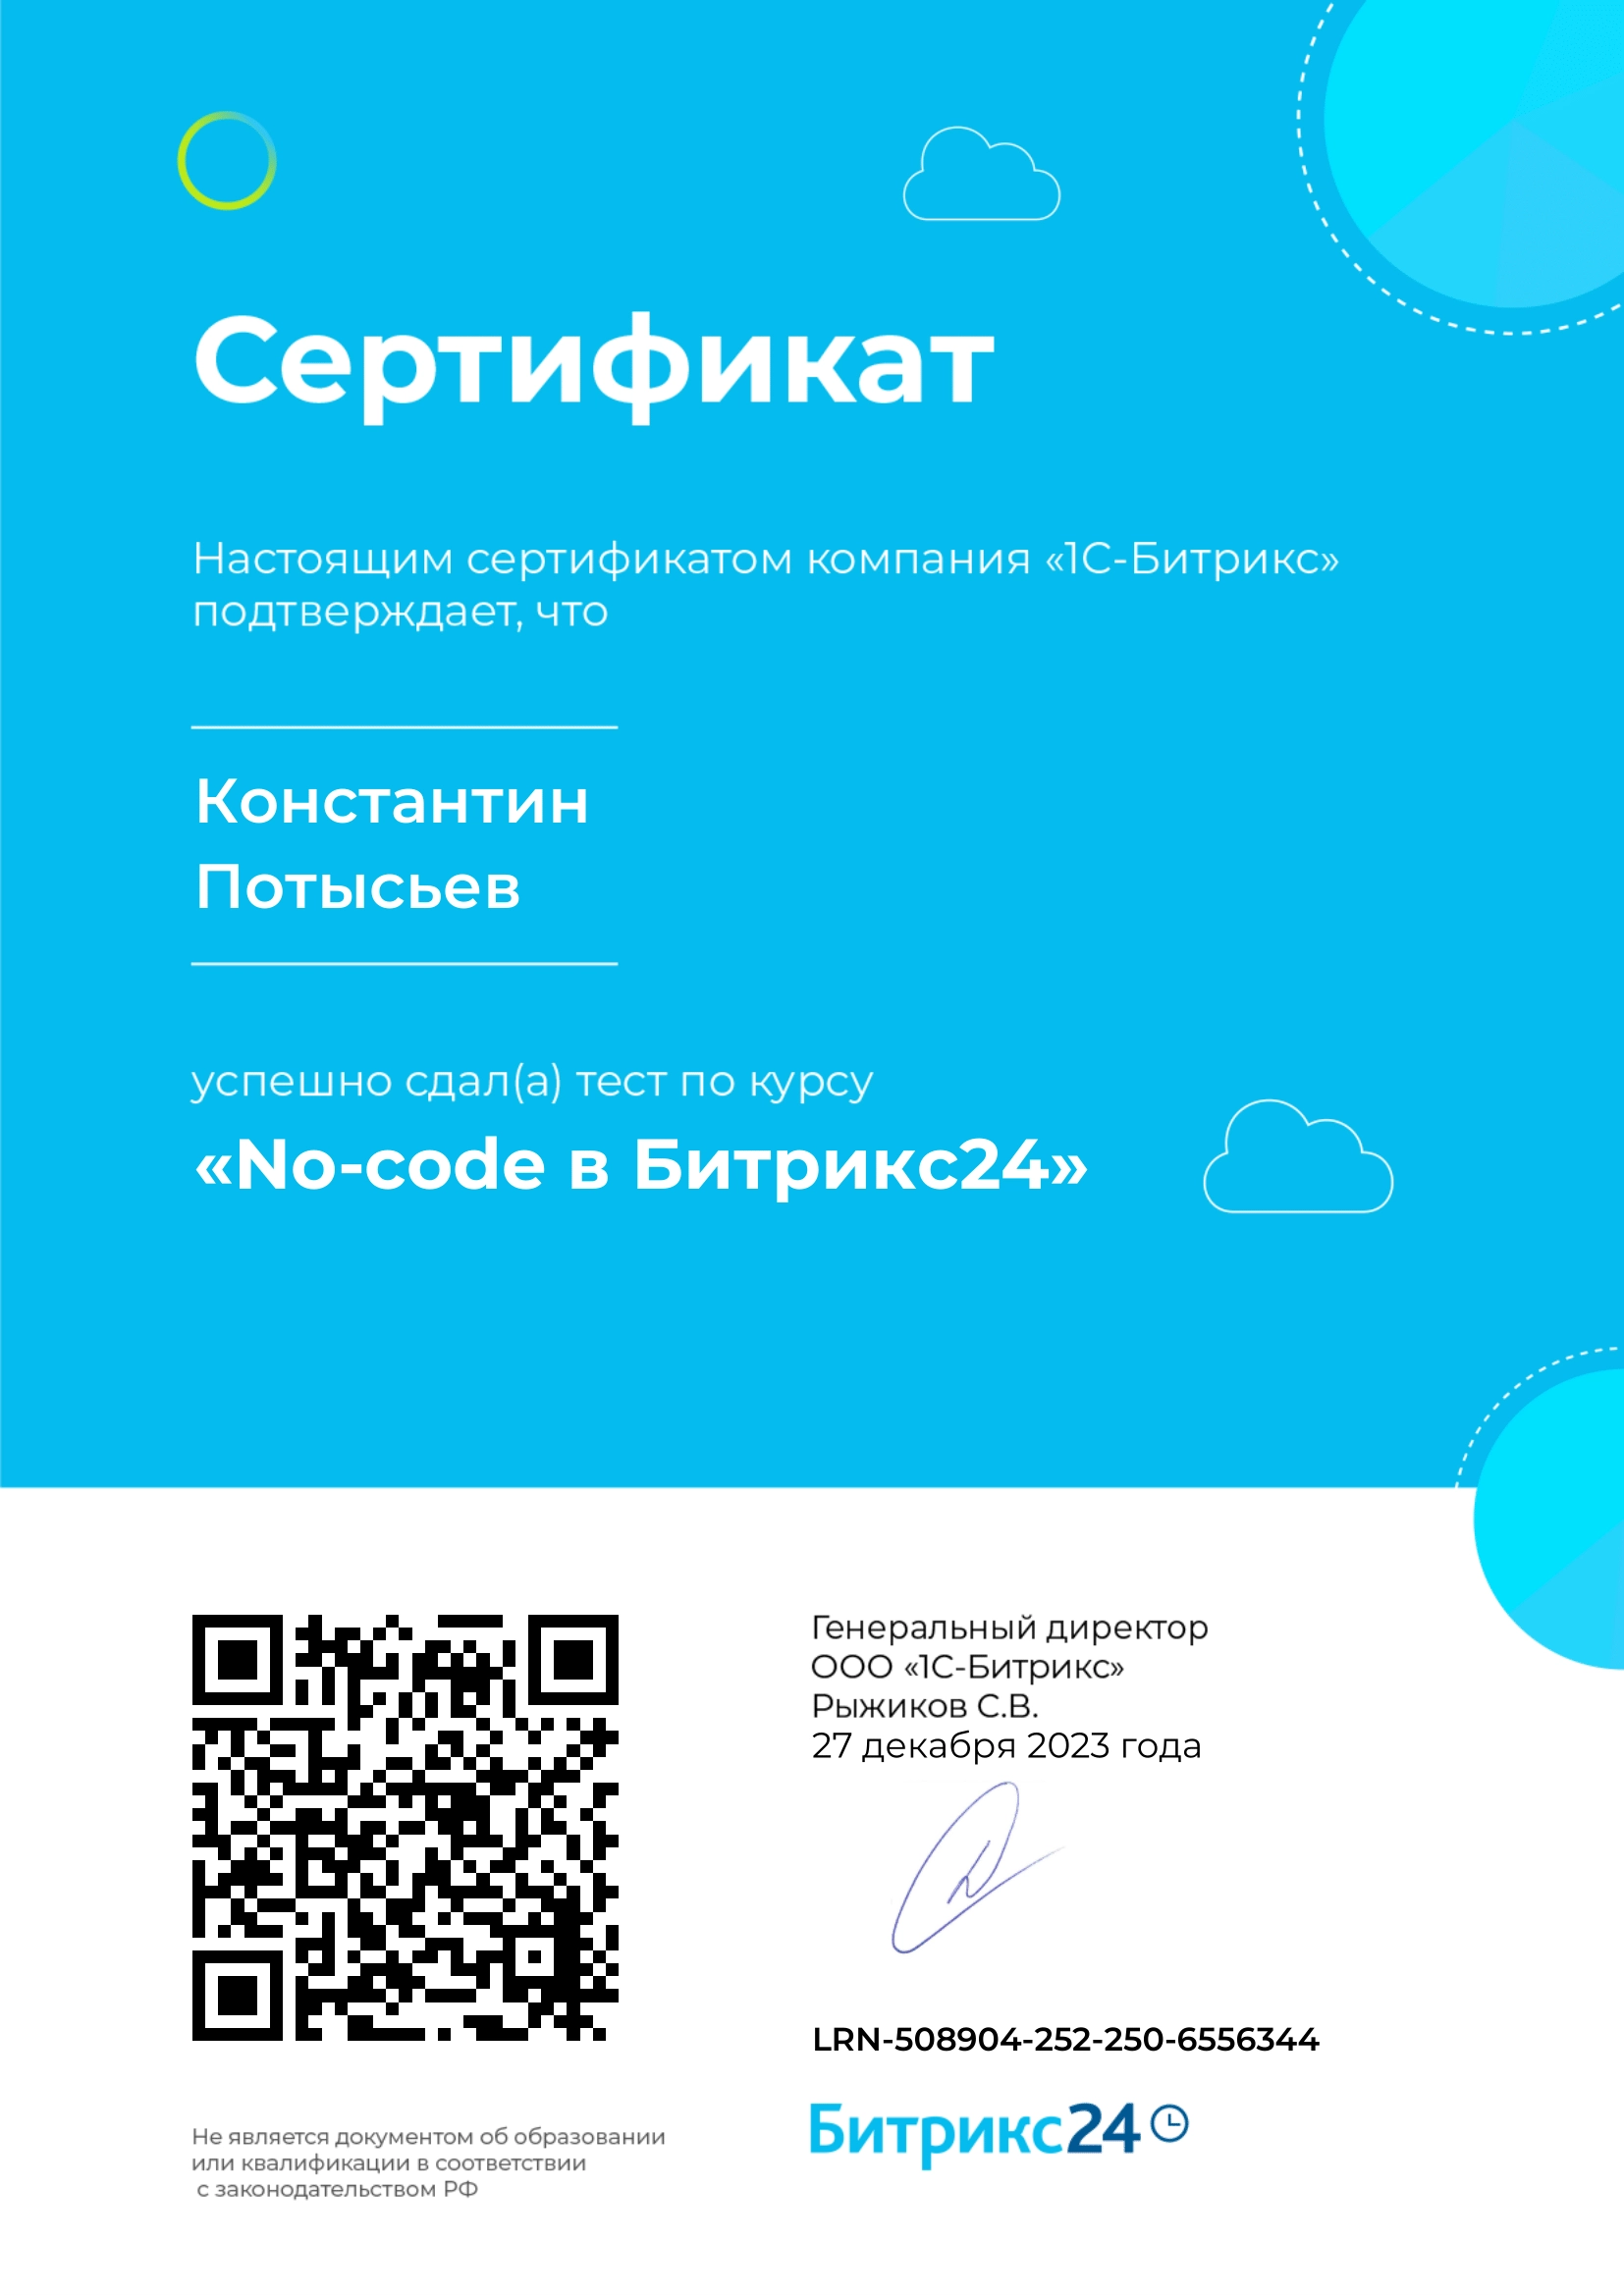 Сертификат
Настоящим сертификатом компания «1С-Битрикс»
подтверждает, что
Константин
Потысьев
успешно сдал(а) тест по курсу
«No-code в Битрикс24»
Генеральный директор
ООО «1С-Битрикс»
Рыжиков С.В.
27 декабря 2023 года
LRN-508904-252-250-6556344
Битрикс24
Не является документом об образовании
или квалификации в соответствии
с законодательством РФ